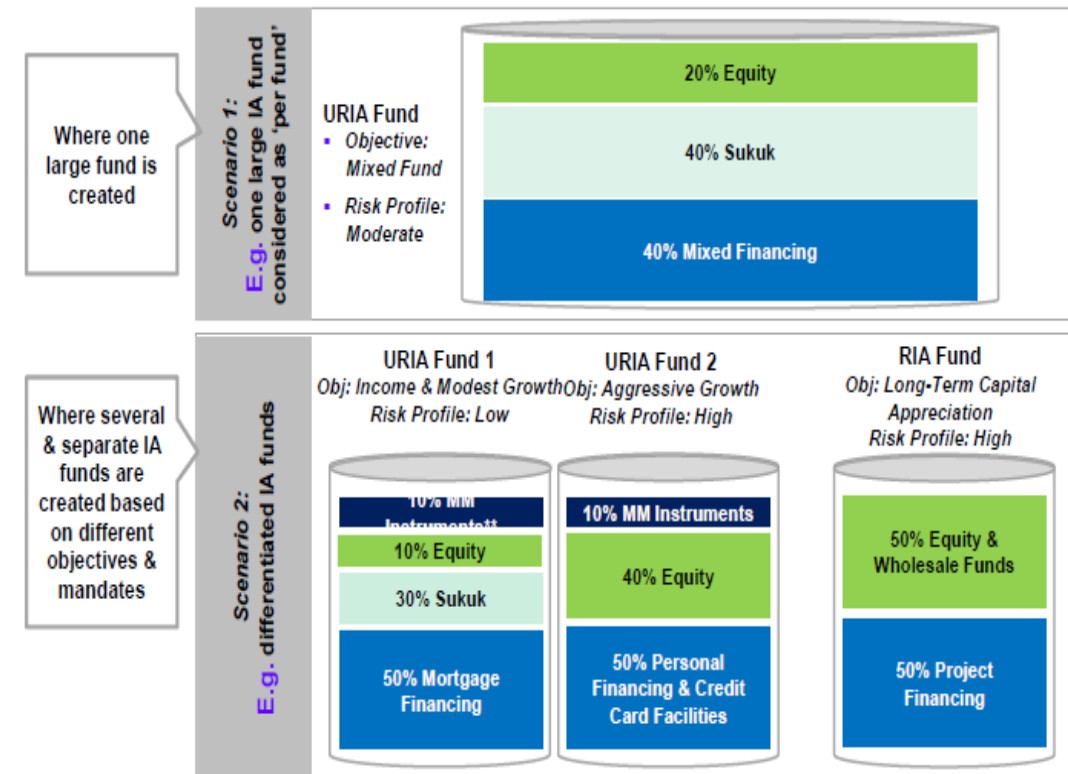 Where one
large fund is
created
Scenario 1:
E.g. one large IA fund
considered as ‘per fund’
URIA Fund
▪ Objective:
Mixed Fund
▪ Risk Profile:
Moderate
20% Equity
40% Sukuk
40% Mixed Financing
Where several
& separate IA
funds are
created based
on different
objectives &
mandates
Scenario 2:
E.g. differentiated IA funds
URIA Fund 1
Obj: Income & Modest Growth
Risk Profile: Low
10% MM
Instruments**
10% Equity
30% Sukuk
50% Mortgage
Financing
URIA Fund 2
Obj: Aggressive Growth
Risk Profile: High
10% MM Instruments
40% Equity
50% Personal
Financing & Credit
Card Facilities
RIA Fund
Obj: Long-Term Capital
Appreciation
Risk Profile: High
50% Equity &
Wholesale Funds
50% Project
Financing